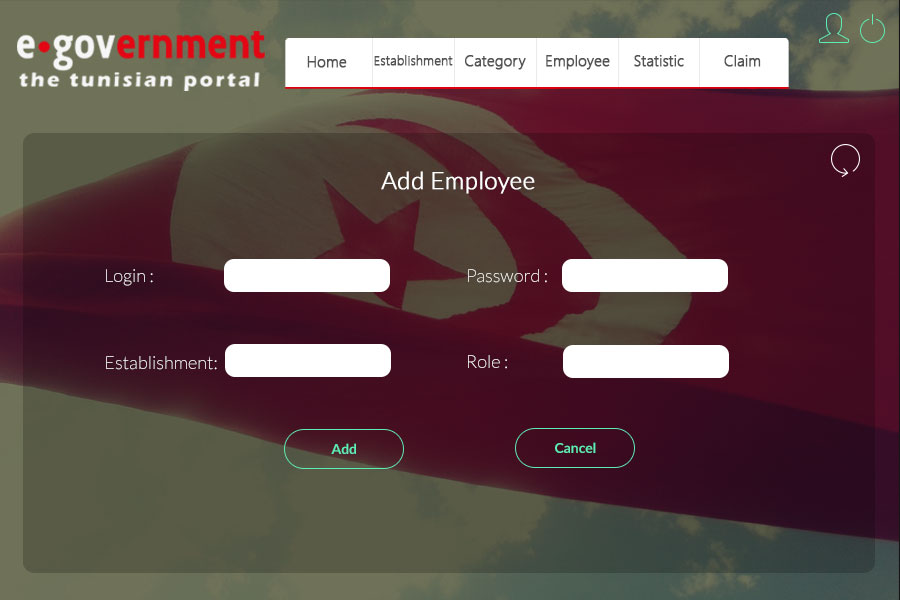 e•government
the tunisian portal
Home Establishment Category Employee Statistic Claim
Add Employee
Login : Password :
Establishment: Role :
Add Cancel